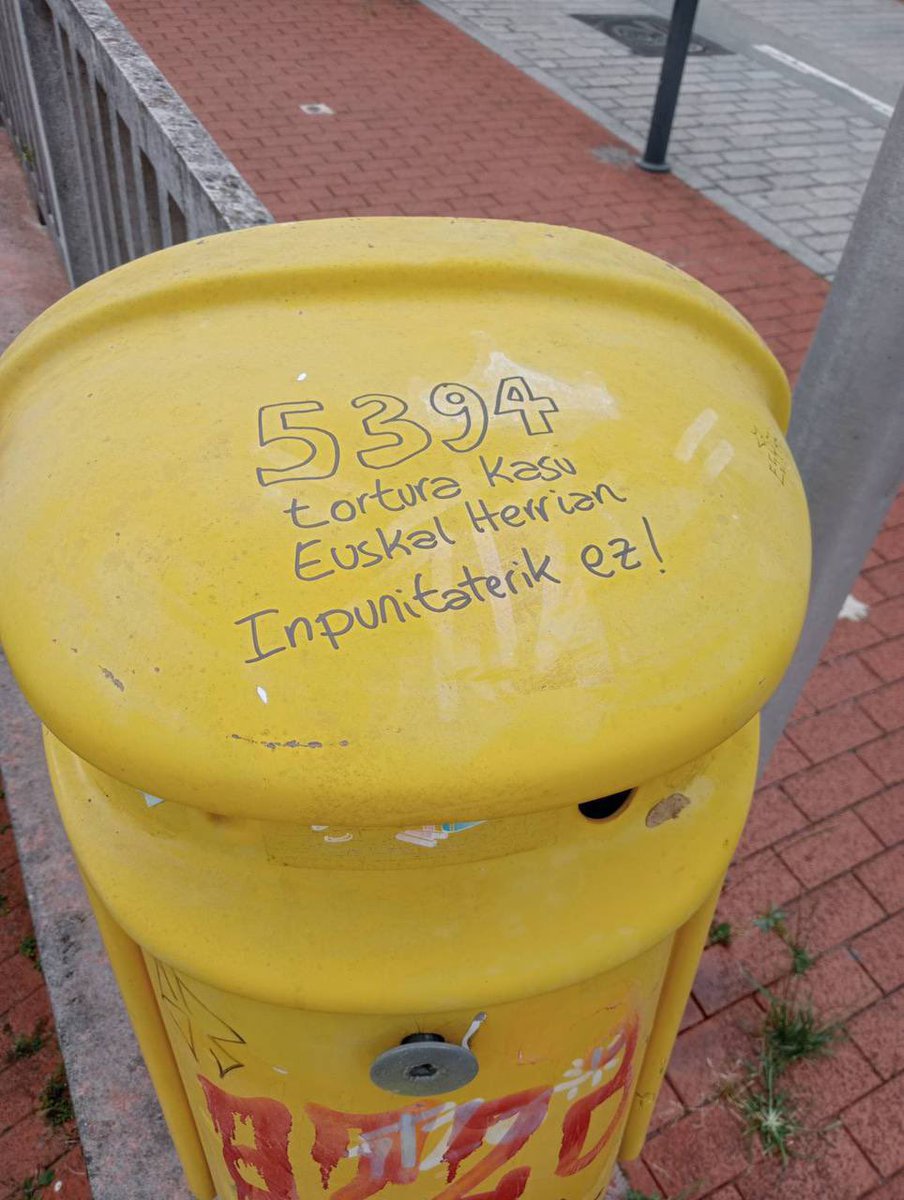 5394
tortura kasu
Euskal Herrian
Inpunitaterik ez!